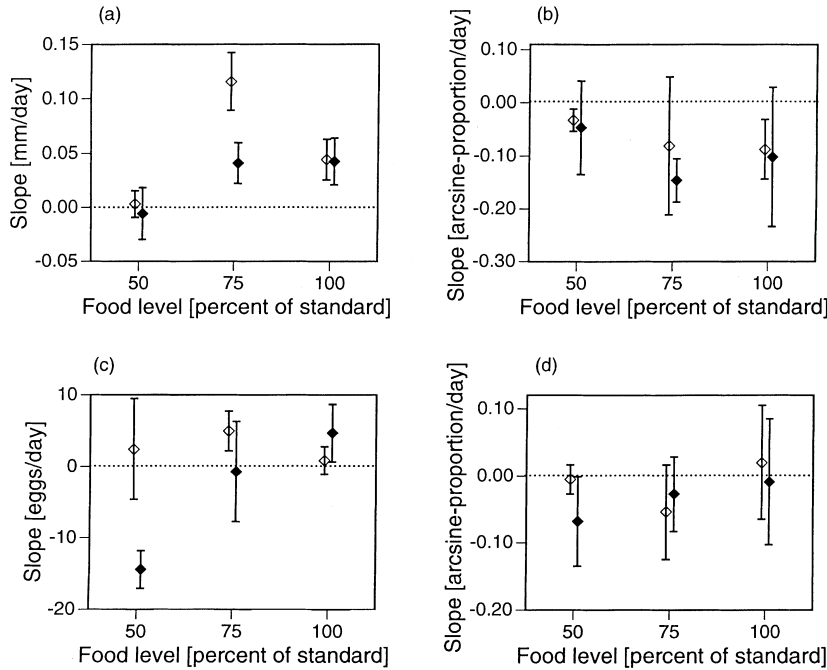 (a)
Slope [mm/day]
0.15
0.10
0.05
0.00
-0.05
50 75 100
Food level [percent of standard]
(b)
Slope [arcsine-proportion/day]
0.10
0.00
-0.10
-0.20
-0.30
50 75 100
Food level [percent of standard]
(c)
Slope [eggs/day]
10
0
-10
-20
50 75 100
Food level [percent of standard]
(d)
Slope [arcsine-proportion/day]
0.10
0.00
-0.10
-0.20
50 75 100
Food level [percent of standard]